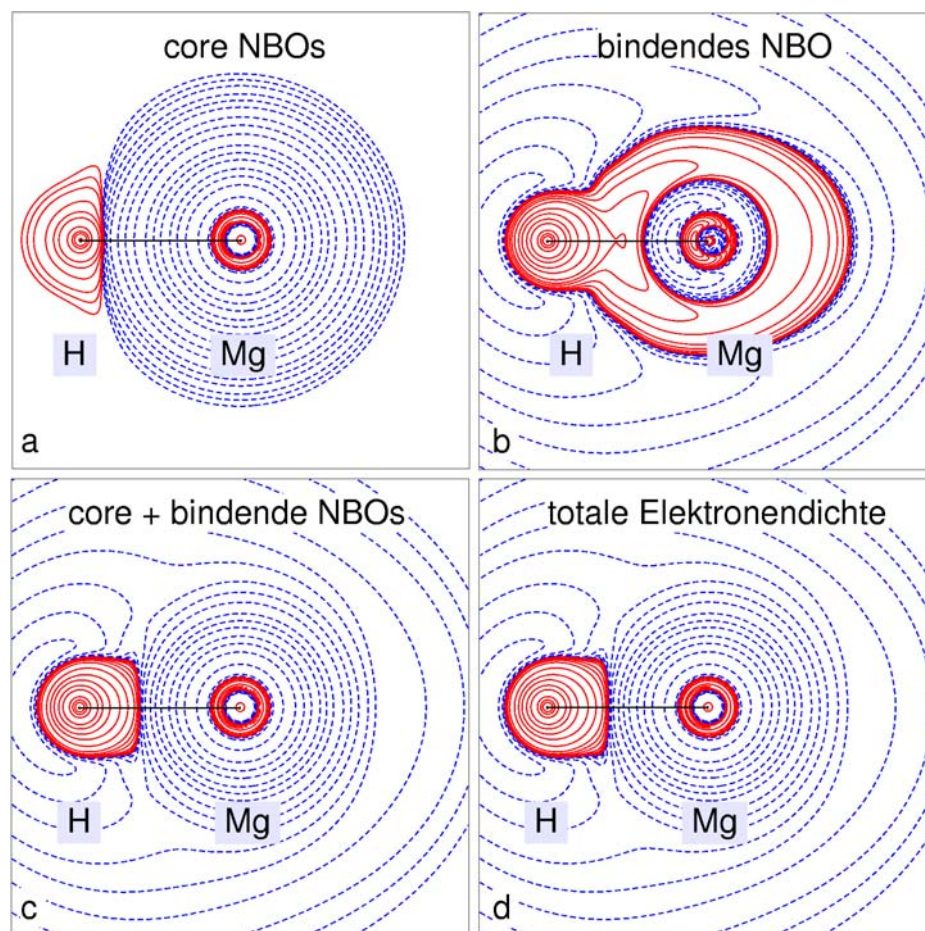 core NBOs
H
Mg
a
bindendes NBO
H
Mg
b
core + bindende NBOs
H
Mg
c
totale Elektronendichte
H
Mg
d